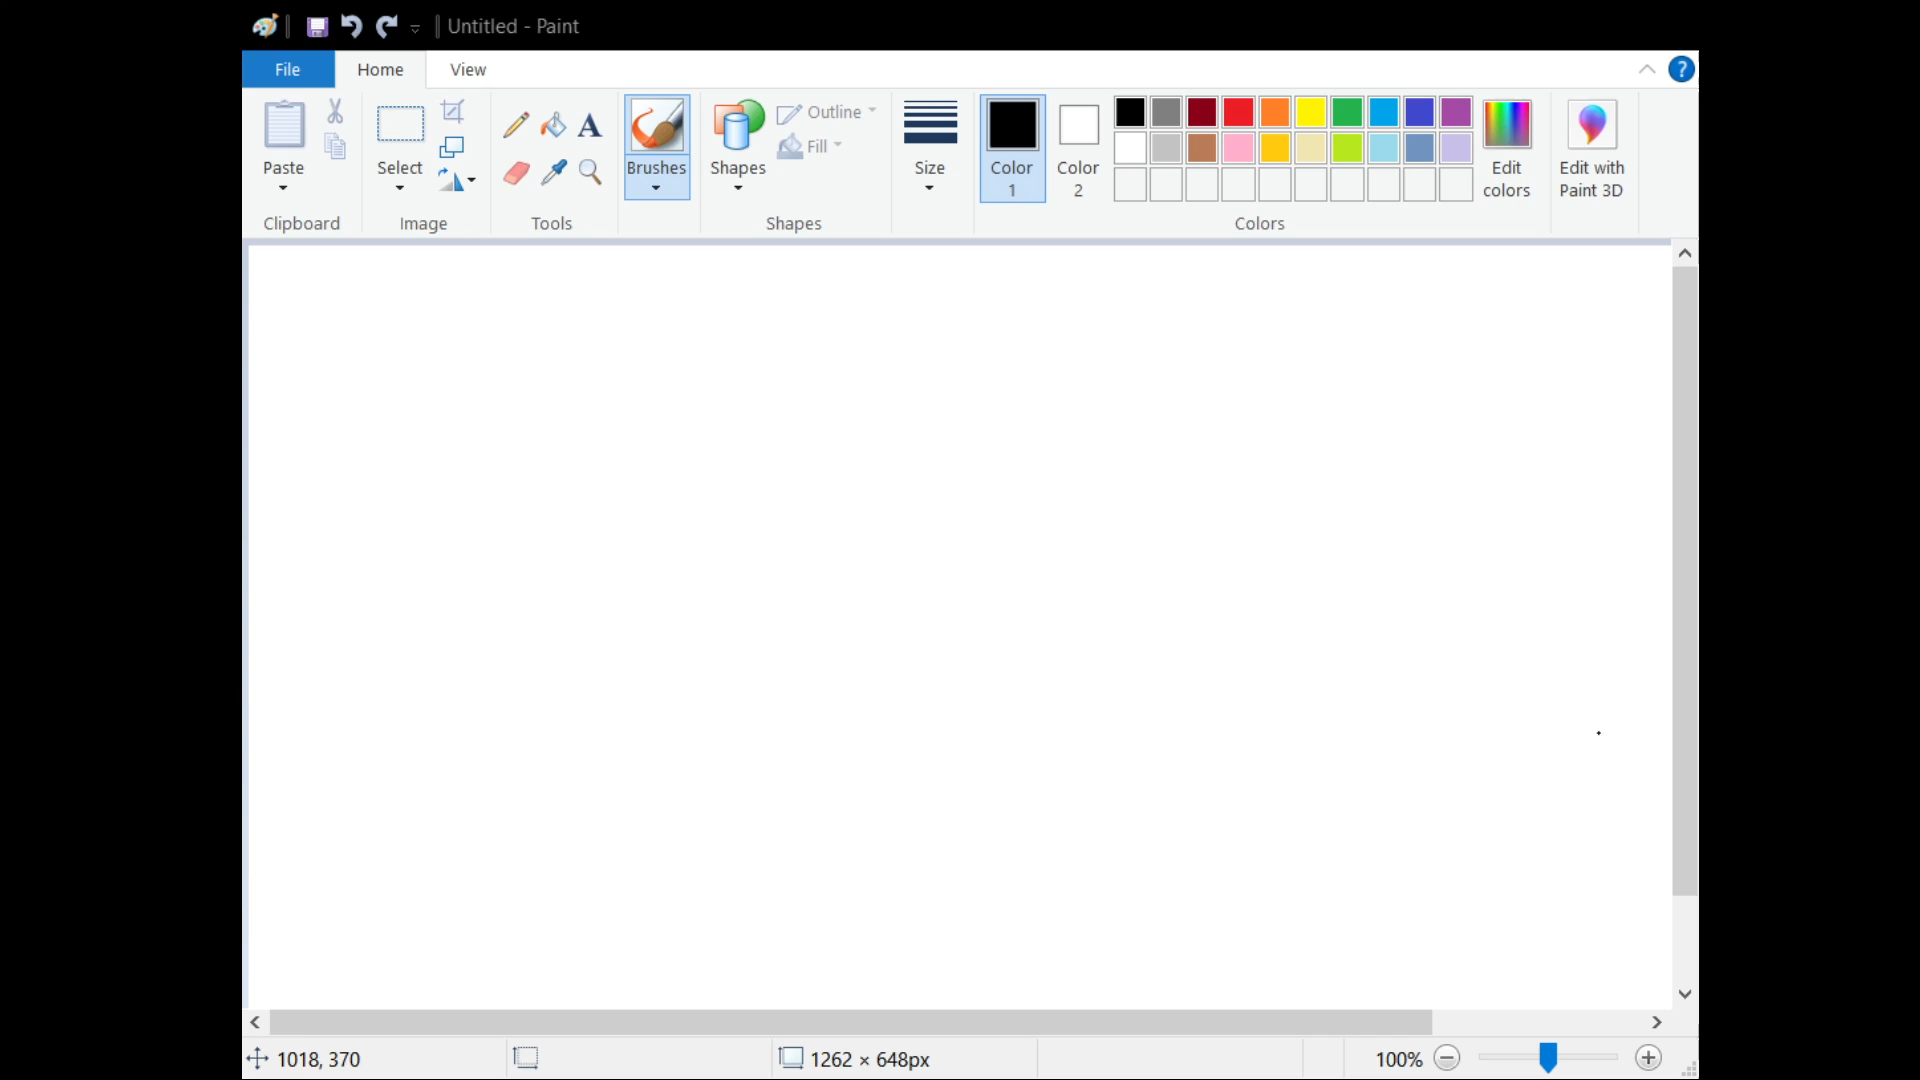 Untitled - Paint
File Home View
Paste Select Brushes Shapes Outline Fill Size Color 1 Color 2 Edit colors Edit with Paint 3D
Clipboard Image Tools Shapes Colors
1018, 370 1262 × 648px 100%